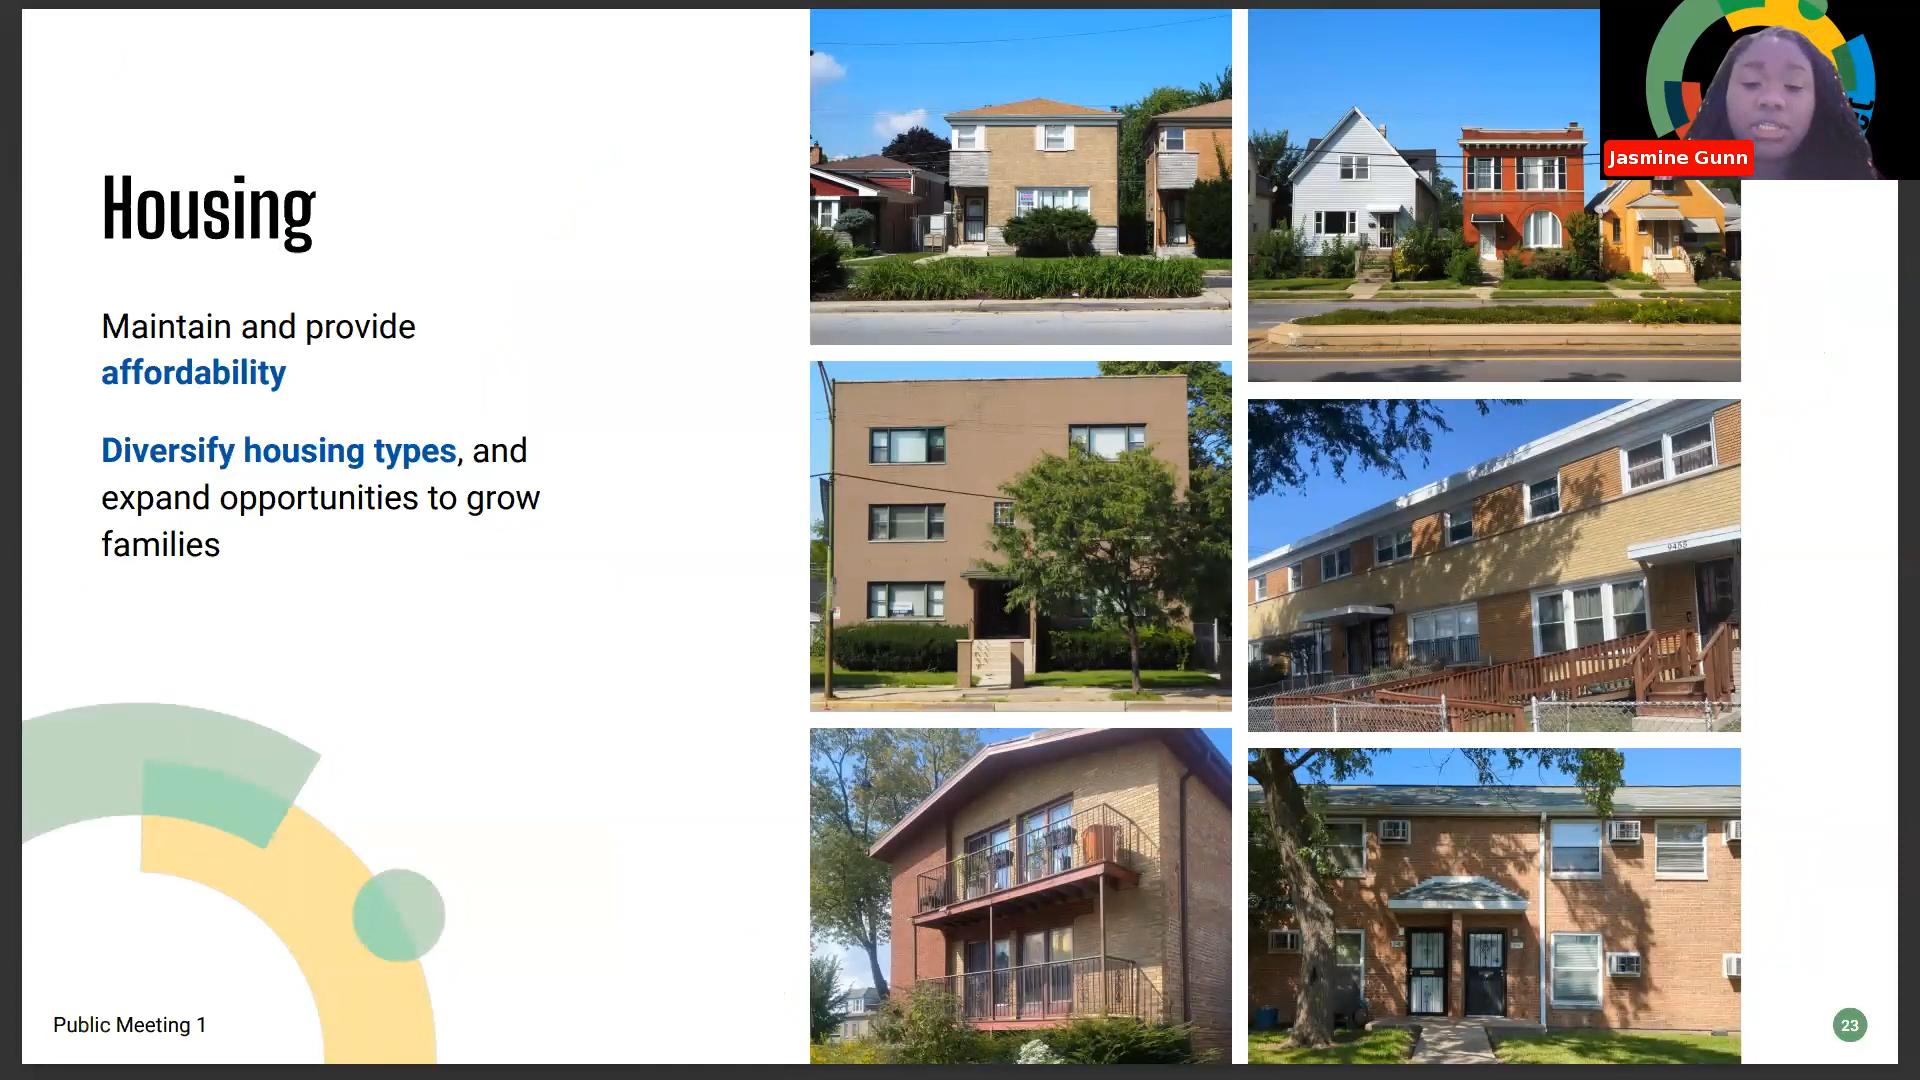 Housing
Maintain and provide
affordability
Diversify housing types, and
expand opportunities to grow
families
Jasmine Gunn
9455
Public Meeting 1
23